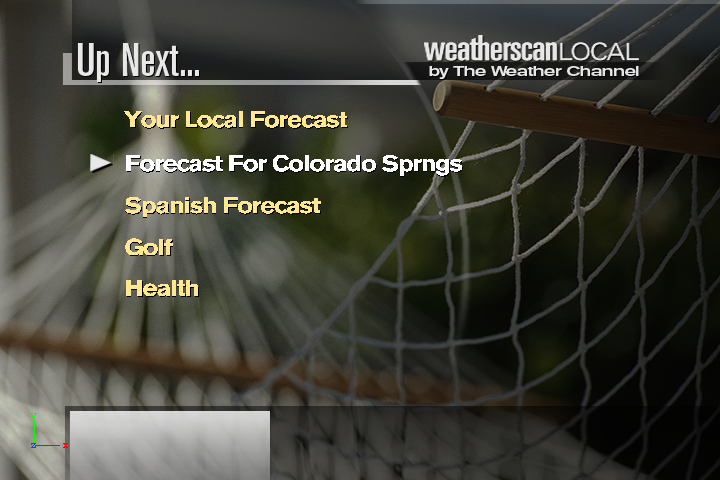 Up Next...
weatherscanLOCAL
by The Weather Channel
Your Local Forecast
Forecast For Colorado Sprngs
Spanish Forecast
Golf
Health